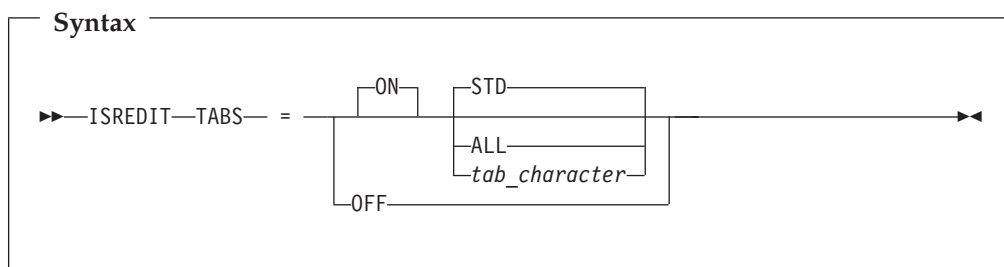 Syntax
ON STD
ISREDIT TABS =
ALL
tab_character
OFF